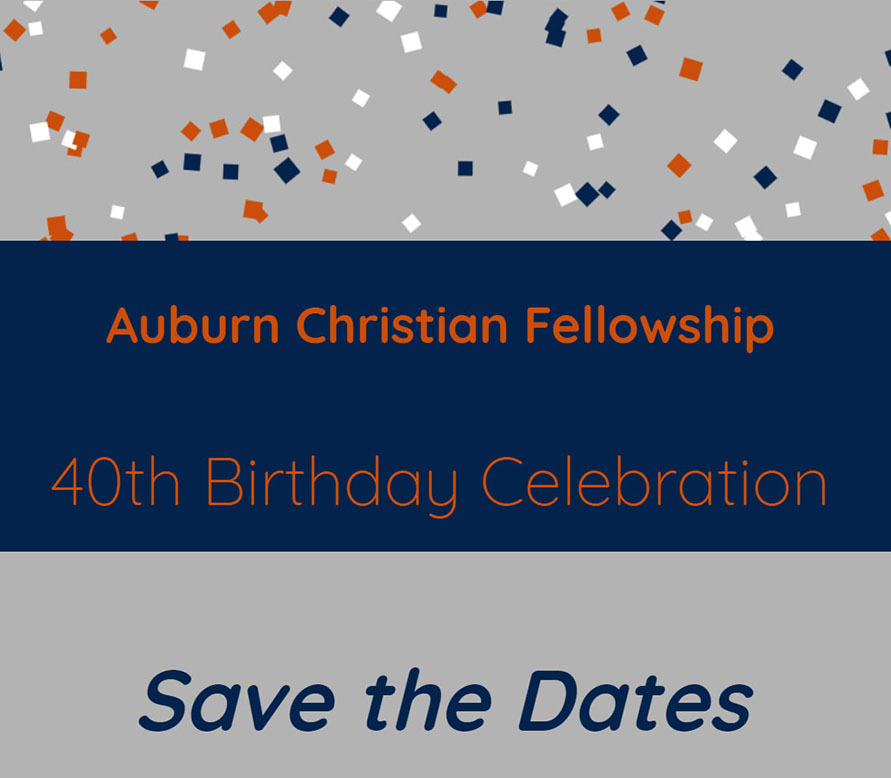 Auburn Christian Fellowship
40th Birthday Celebration
Save the Dates